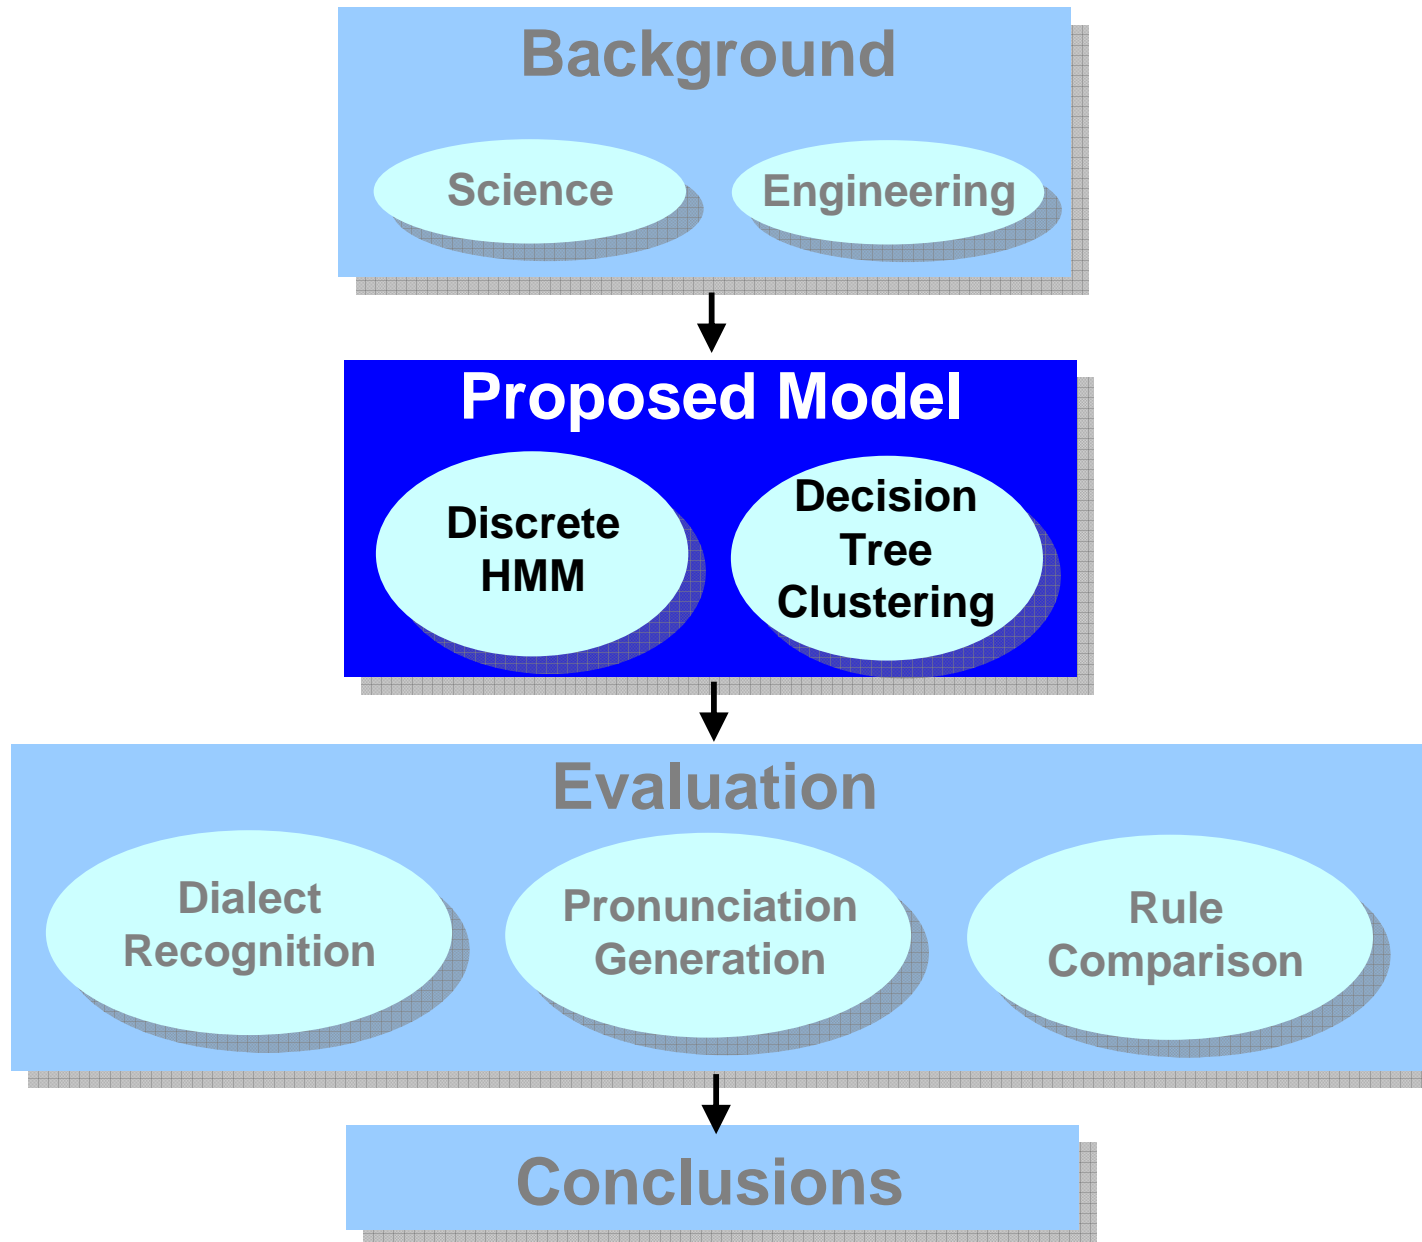 Background
Science
Engineering
Proposed Model
Discrete
HMM
Decision
Tree
Clustering
Evaluation
Dialect
Recognition
Pronunciation
Generation
Rule
Comparison
Conclusions